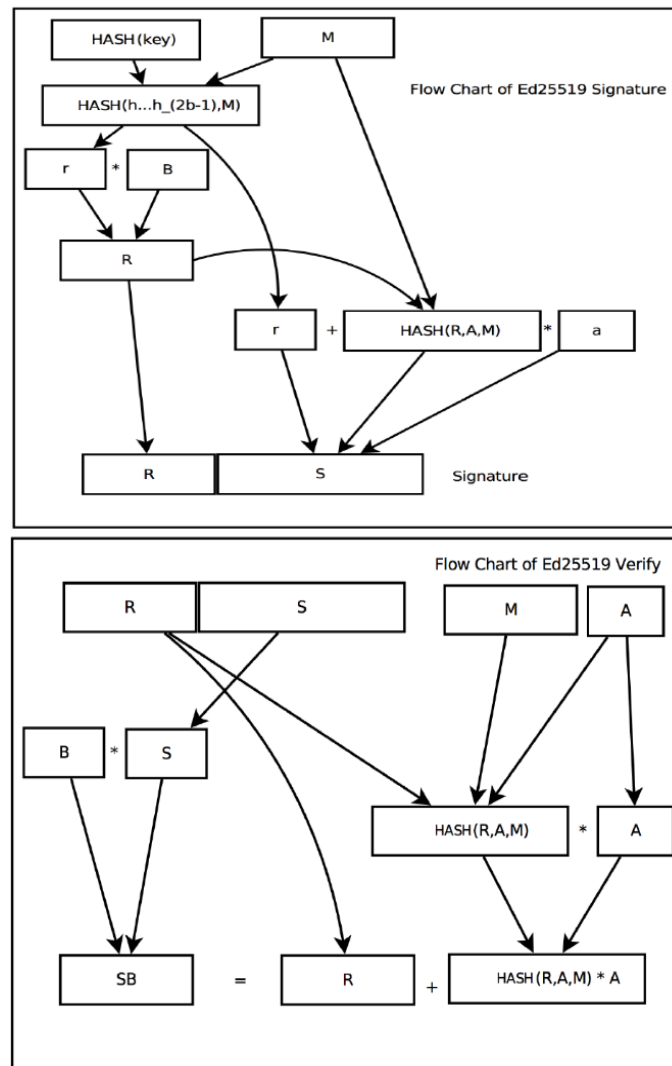 HASH(key)
M
Flow Chart of Ed25519 Signature
HASH(h...h_(2b-1),M)
r * B
R
r + HASH(R,A,M) * a
R S Signature
Flow Chart of Ed25519 Verify
R S M A
B * S
HASH(R,A,M) * A
SB = R + HASH(R,A,M) * A